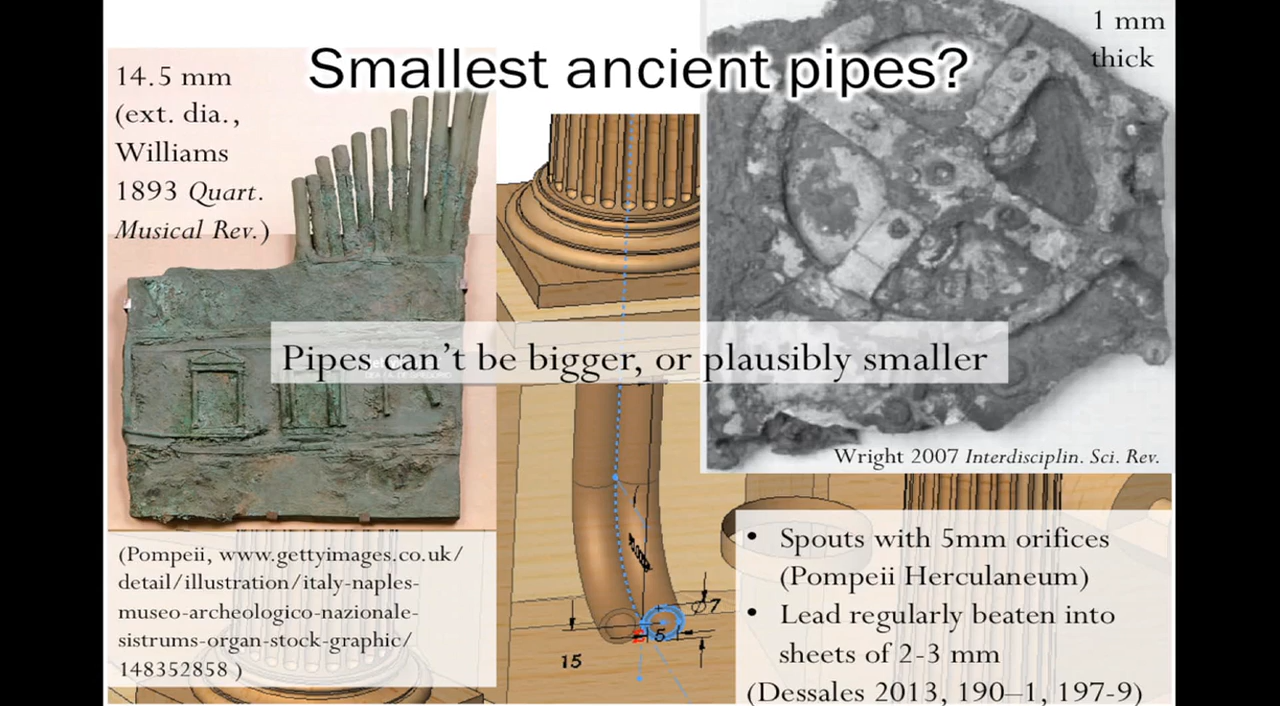 Smallest ancient pipes?
14.5 mm
(ext. dia.,
Williams
1893 Quart.
Musical Rev.)
1 mm
thick
Pipes can't be bigger, or plausibly smaller
Wright 2007 Interdisciplin. Sci. Rev.
(Pompeii, www.gettyimages.co.uk/
detail/illustration/italy-naples-
museo-archeologico-nazionale-
sistrums-organ-stock-graphic/
148352858 )
15
5
⌀7
• Spouts with 5mm orifices
(Pompeii Herculaneum)
• Lead regularly beaten into
sheets of 2-3 mm
(Dessales 2013, 190–1, 197-9)